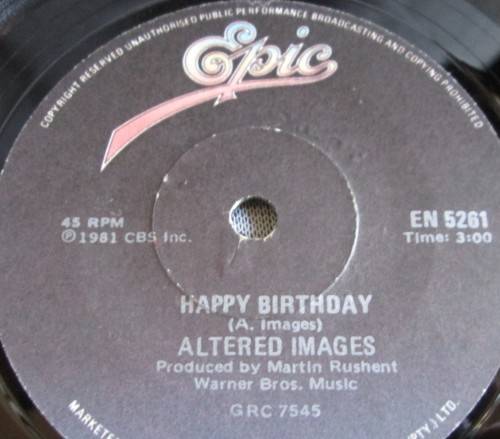 COPYRIGHT RESERVED UNAUTHORISED PUBLIC PERFORMANCE BROADCASTING AND COPYING PROHIBITED
Epic
45 RPM
℗1981 CBS Inc.
EN 5261
Time: 3:00
HAPPY BIRTHDAY
(A. Images)
ALTERED IMAGES
Produced by Martin Rushent
Warner Bros. Music
GRC 7545
LTD.